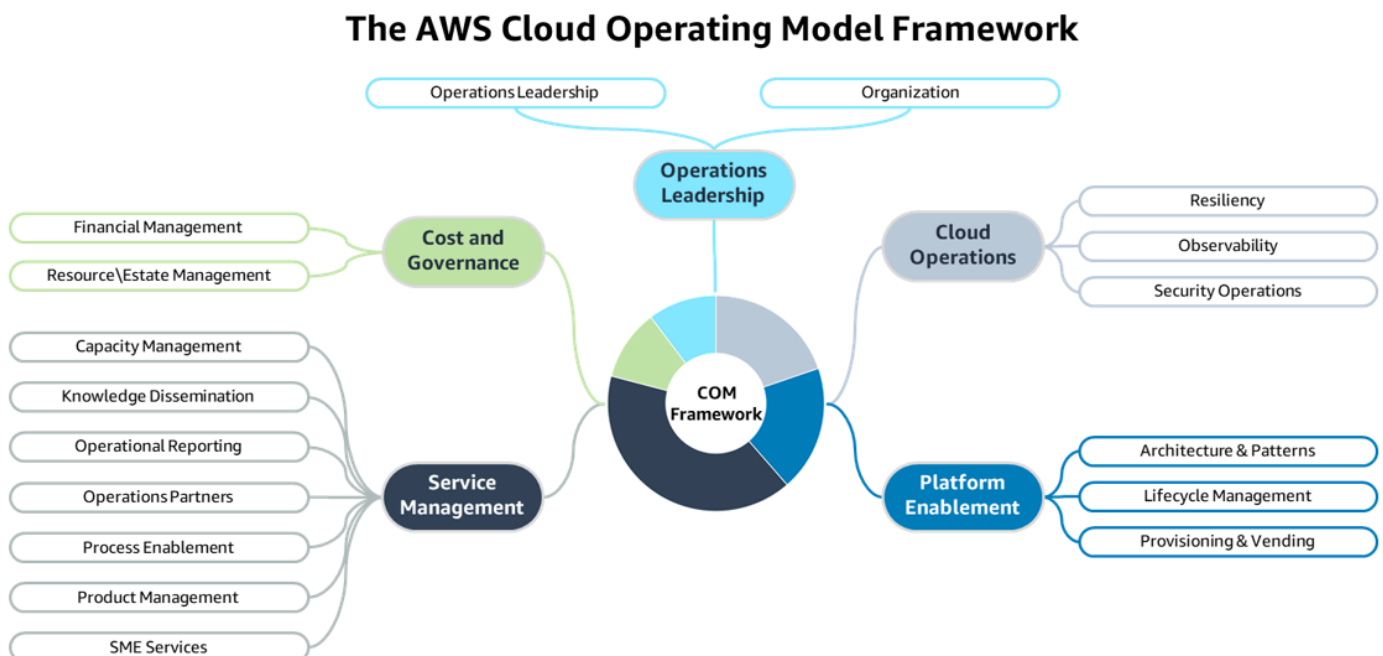 The AWS Cloud Operating Model Framework
Operations Leadership
Organization
Operations
Leadership
Financial Management
Resource\Estate Management
Cost and
Governance
Cloud
Operations
Resiliency
Observability
Security Operations
COM
Framework
Capacity Management
Knowledge Dissemination
Operational Reporting
Operations Partners
Process Enablement
Product Management
SME Services
Service
Management
Platform
Enablement
Architecture & Patterns
Lifecycle Management
Provisioning & Vending